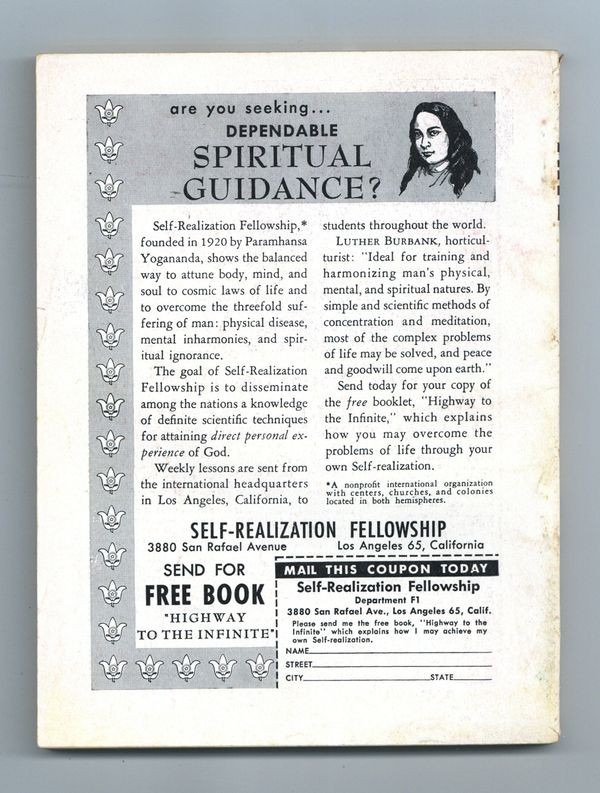 are you seeking...
DEPENDABLE
SPIRITUAL
GUIDANCE?
Self-Realization Fellowship,*
founded in 1920 by Paramhansa
Yogananda, shows the balanced
way to attune body, mind, and
soul to cosmic laws of life and
to overcome the threefold suf-
fering of man: physical disease,
mental inharmonies, and spir-
itual ignorance.
The goal of Self-Realization
Fellowship is to disseminate
among the nations a knowledge
of definite scientific techniques
for attaining direct personal ex-
perience of God.
Weekly lessons are sent from
the international headquarters
in Los Angeles, California, to
students throughout the world.
LUTHER BURBANK, horticul-
turist: "Ideal for training and
harmonizing man's physical,
mental, and spiritual natures. By
simple and scientific methods of
concentration and meditation,
most of the complex problems
of life may be solved, and peace
and goodwill come upon earth."
Send today for your copy of
the free booklet, "Highway to
the Infinite," which explains
how you may overcome the
problems of life through your
own Self-realization.
*A nonprofit international organization
with centers, churches, and colonies
located in both hemispheres.
SELF-REALIZATION FELLOWSHIP
3880 San Rafael Avenue Los Angeles 65, California
SEND FOR
FREE BOOK
"HIGHWAY
TO THE INFINITE"
MAIL THIS COUPON TODAY
Self-Realization Fellowship
Department F1
3880 San Rafael Ave., Los Angeles 65, Calif.
Please send me the free book, "Highway to the
Infinite" which explains how I may achieve my
own Self-realization.
NAME
STREET
CITY STATE